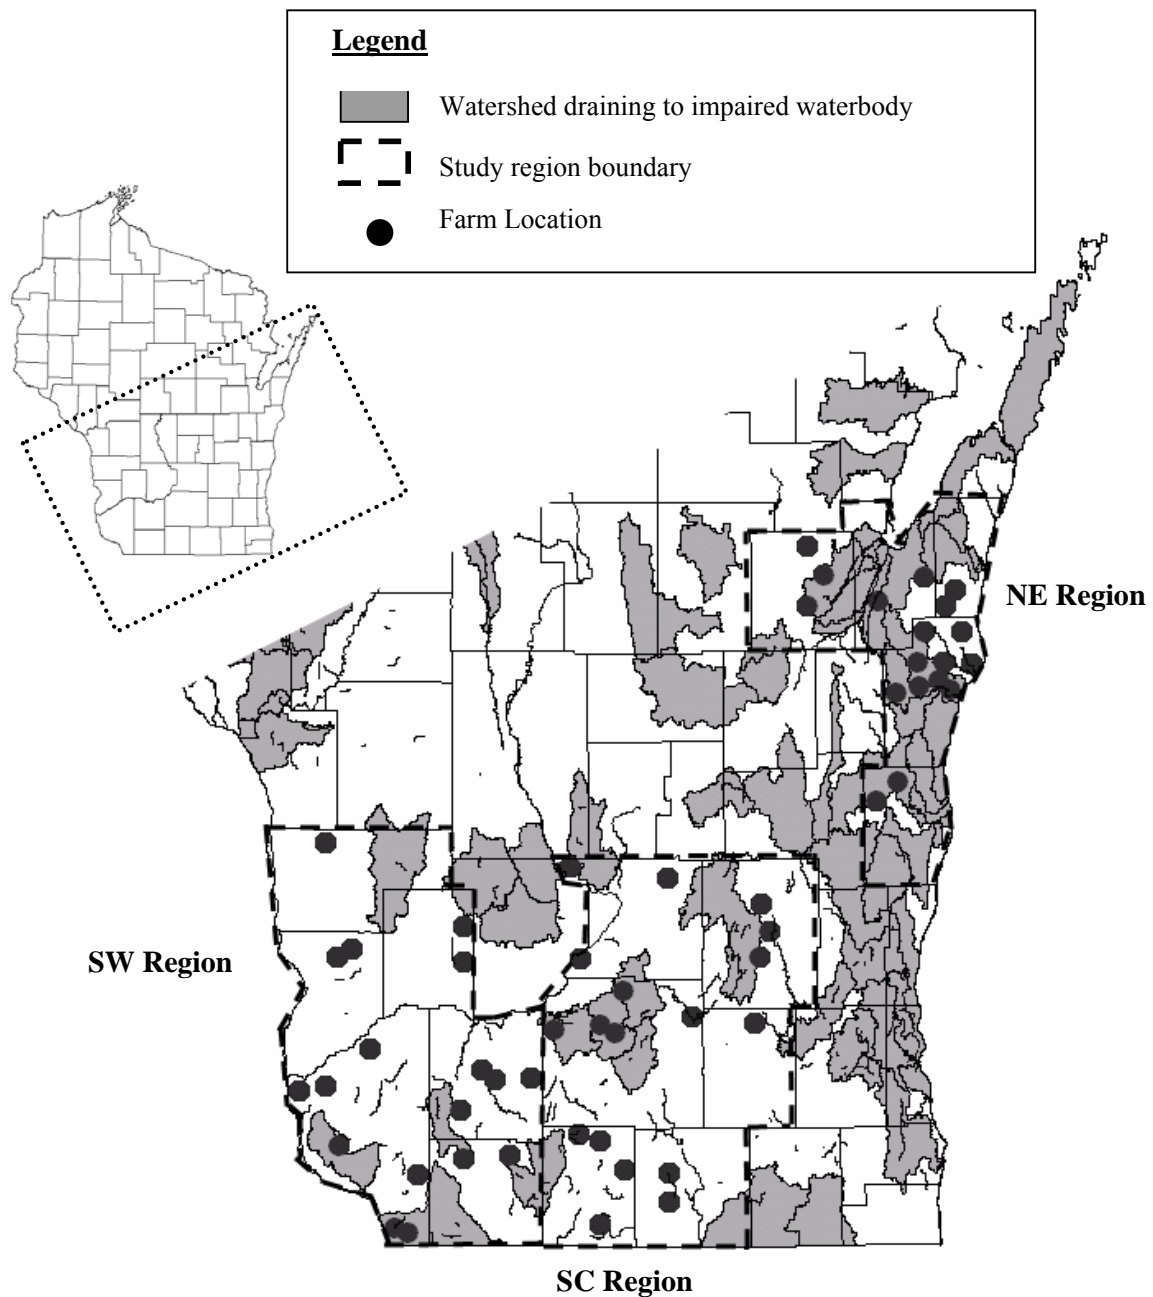 Legend
Watershed draining to impaired waterbody
Study region boundary
Farm Location
NE Region
SW Region
SC Region